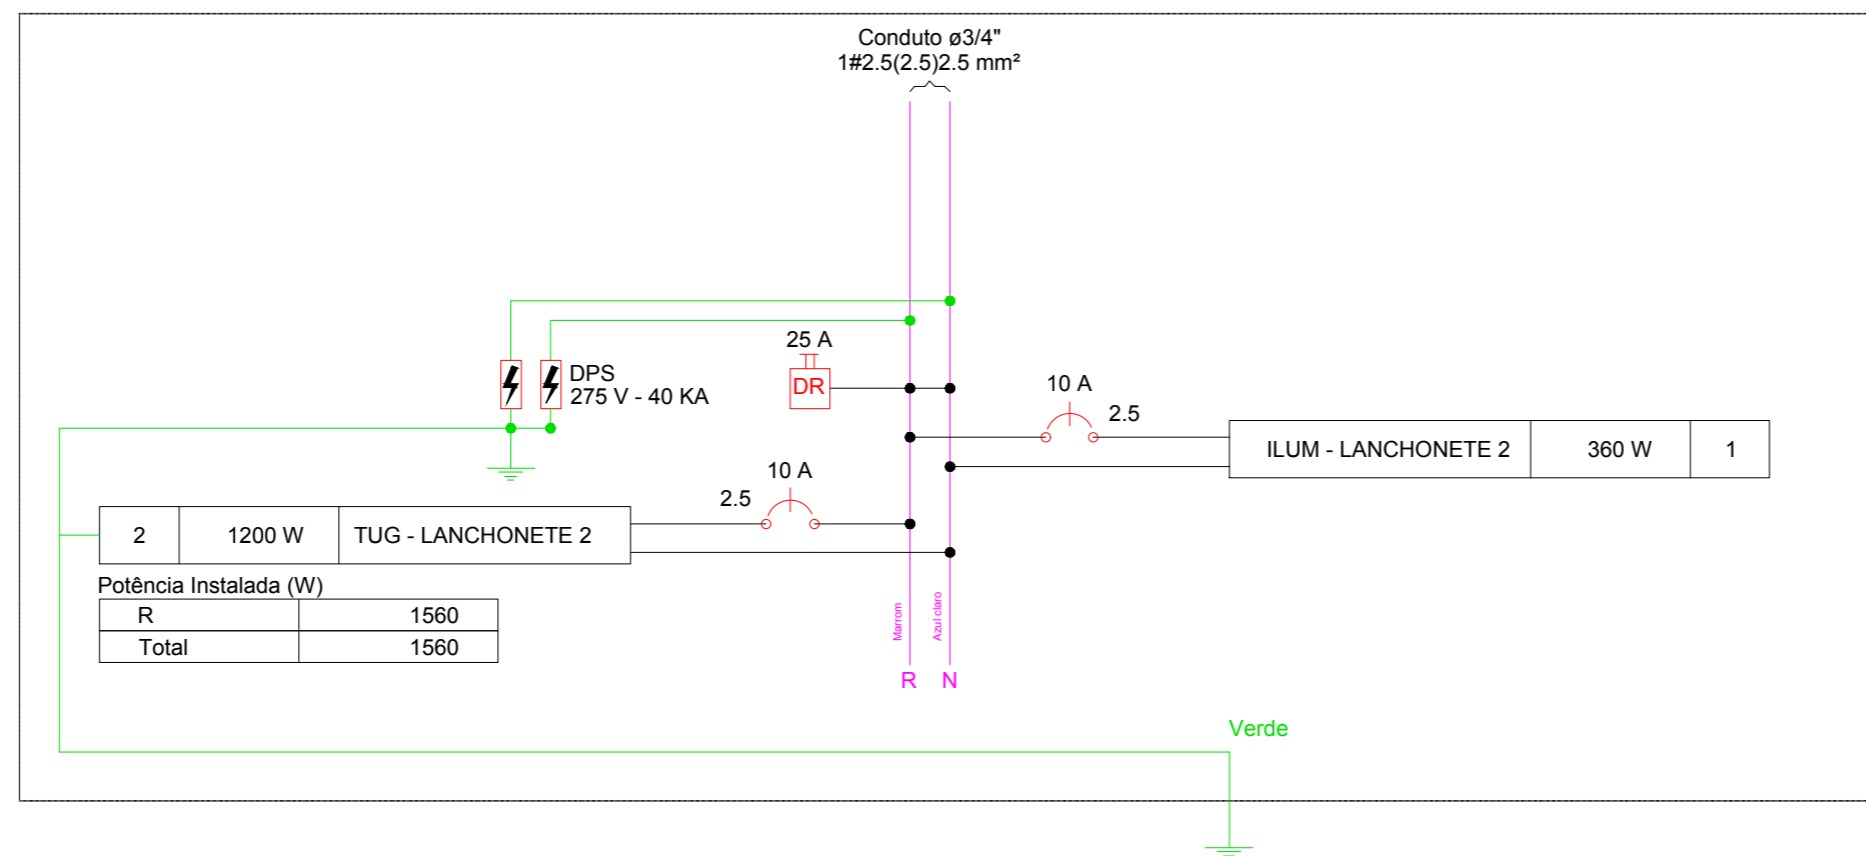 Conduto ø3/4"
1#2.5(2.5)2.5 mm²
25 A
DR
DPS
275 V - 40 KA
10 A
2.5
ILUM - LANCHONETE 2 360 W 1
10 A
2.5
2 1200 W TUG - LANCHONETE 2
Potência Instalada (W)
R 1560
Total 1560
Marrom
Azul claro
R N
Verde